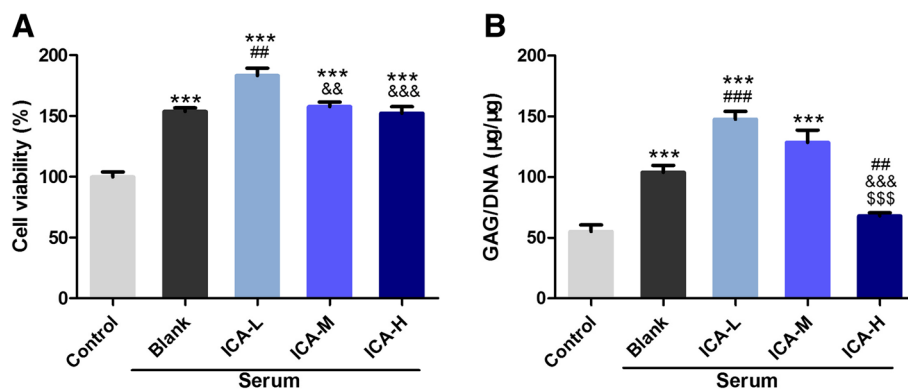 A
Cell viability (%)
200
150
100
50
0
***
***
##
***
&&
***
&&&
Control
Blank
ICA-L
ICA-M
ICA-H
Serum
B
GAG/DNA (µg/µg)
200
150
100
50
0
***
***
###
***
##
&&&
$$$
Control
Blank
ICA-L
ICA-M
ICA-H
Serum